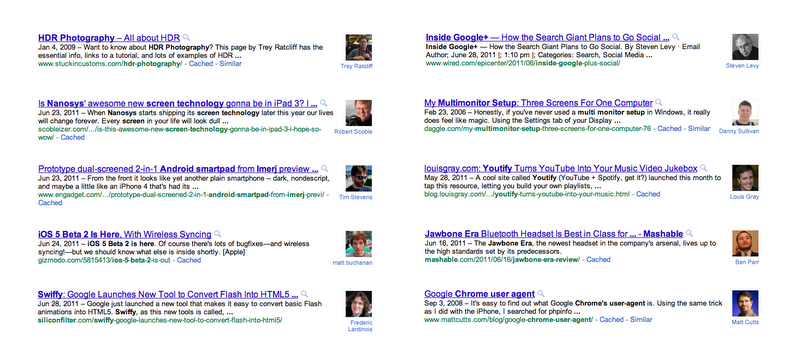 HDR Photography – All about HDR
Jan 4, 2009 – Want to know about HDR Photography? This page by Trey Ratcliff has the
essential info, links to a tutorial, and lots of examples of HDR ...
www.stuckincustoms.com/hdr-photography/ - Cached - Similar
Trey Ratcliff
Is Nanosys' awesome new screen technology gonna be in iPad 3? I ...
Jun 23, 2011 – When Nanosys starts shipping its screen technology later this year our lives
will change forever. Every screen in your life will look dull ...
scobleizer.com/.../is-this-awesome-new-screen-technology-gonna-be-in-ipad-3-i-hope-so-
wow/ - Cached
Robert Scoble
Prototype dual-screened 2-in-1 Android smartpad from Imerj preview ...
Jun 23, 2011 – From the front it looks like yet another plain smartphone – dark, nondescript,
and maybe a little like an iPhone 4 that's had its ...
www.engadget.com/.../prototype-dual-screened-2-in-1-android-smartpad-from-imerj-previ/ -
Cached
Tim Stevens
iOS 5 Beta 2 Is Here, With Wireless Syncing
Jun 24, 2011 – iOS 5 Beta 2 is here. Of course there's lots of bugfixes—and wireless
syncing!—but we should know what else is inside shortly. [Apple]
gizmodo.com/5815413/ios-5-beta-2-is-out - Cached
matt buchanan
Swiffy: Google Launches New Tool to Convert Flash Into HTML5 ...
Jun 28, 2011 – Google just launched a new tool that makes it easy to convert basic Flash
animations into HTML5. Swiffy, as this new tools is called, ...
siliconfilter.com/swiffy-google-launches-new-tool-to-convert-flash-into-html5/
Frederic
Lardinois
Inside Google+ — How the Search Giant Plans to Go Social ...
Inside Google+ — How the Search Giant Plans to Go Social. By Steven Levy · Email
Author; June 28, 2011 |; 1:10 pm |; Categories: Search, Social Media ...
www.wired.com/epicenter/2011/06/inside-google-plus-social/
Steven Levy
My Multimonitor Setup: Three Screens For One Computer
Feb 23, 2006 – Honestly, if you've never used a multi monitor setup in Windows, it really
does feel like magic. Using the Settings tab of your Display ...
daggle.com/my-multimonitor-setup-three-screens-for-one-computer-76 - Cached - Similar
Danny Sullivan
louisgray.com: Youtify Turns YouTube Into Your Music Video Jukebox
May 28, 2011 – A cool site called Youtify (YouTube + Spotify, get it?) launched this month to
tap this resource, letting you build your own playlists, ...
blog.louisgray.com/.../youtify-turns-youtube-into-your-music.html - Cached
Louis Gray
Jawbone Era Bluetooth Headset Is Best in Class for ... - Mashable
Jun 16, 2011 – The Jawbone Era, the newest headset in the company's arsenal, lives up to
the high standards set by its predecessors.
mashable.com/2011/06/16/jawbone-era-review/ - Cached
Ben Parr
Google Chrome user agent
Sep 3, 2008 – It's easy to find out what Google Chrome's user-agent is. Using the same trick
as I did with the iPhone, I searched for phpinfo ...
www.mattcutts.com/blog/google-chrome-user-agent/ - Cached - Similar
Matt Cutts